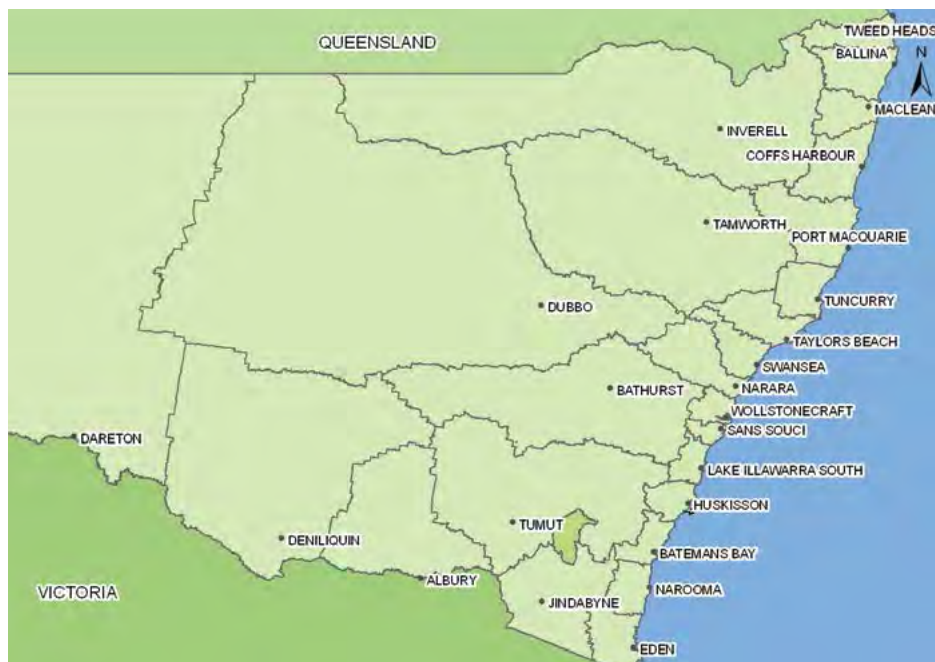 TWEED HEADS
QUEENSLAND
BALLINA
N
MACLEAN
INVERELL
COFFS HARBOUR
TAMWORTH
PORT MACQUARIE
TUNCURRY
DUBBO
TAYLORS BEACH
SWANSEA
NARARA
BATHURST
WOLLSTONECRAFT
SANS SOUCI
DARETON
LAKE ILLAWARRA SOUTH
HUSKISSON
TUMUT
DENILIQUIN
BATEMANS BAY
ALBURY
NAROOMA
VICTORIA
JINDABYNE
EDEN